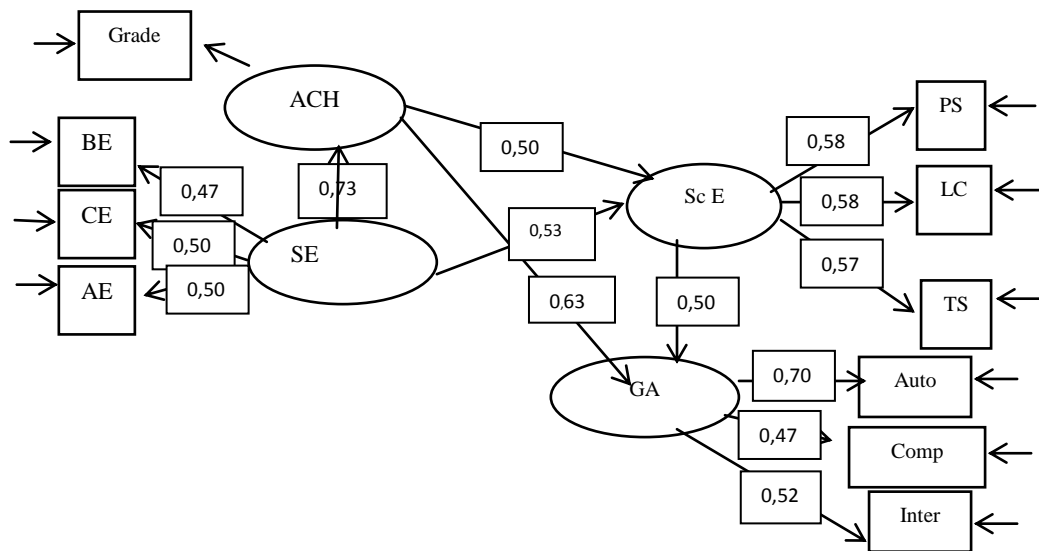 Grade
ACH
PS
BE
0,50
0,58
0,47
0,73
Sc E
0,58
LC
CE
0,50
SE
0,53
0,57
AE
0,50
0,63
0,50
TS
GA
0,70
Auto
0,47
Comp
0,52
Inter